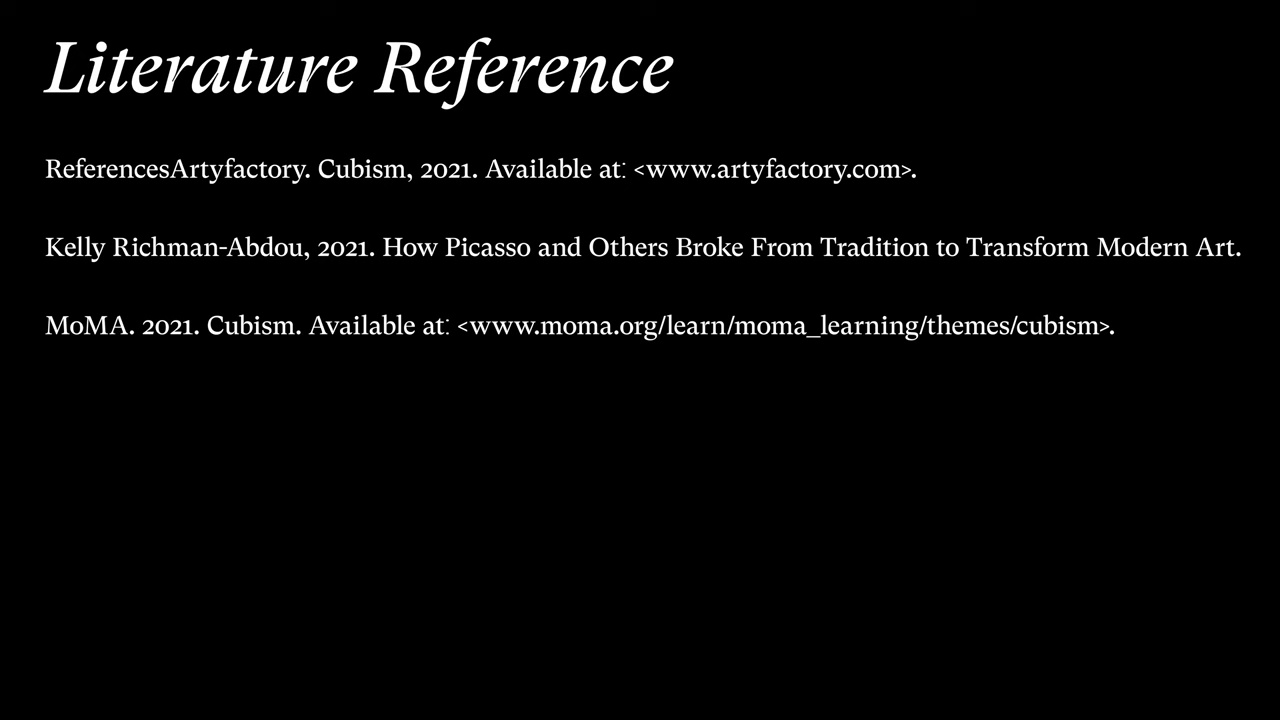 Literature Reference
ReferencesArtyfactory. Cubism, 2021. Available at: <www.artyfactory.com>.
Kelly Richman-Abdou, 2021. How Picasso and Others Broke From Tradition to Transform Modern Art.
MoMA. 2021. Cubism. Available at: <www.moma.org/learn/moma_learning/themes/cubism>.